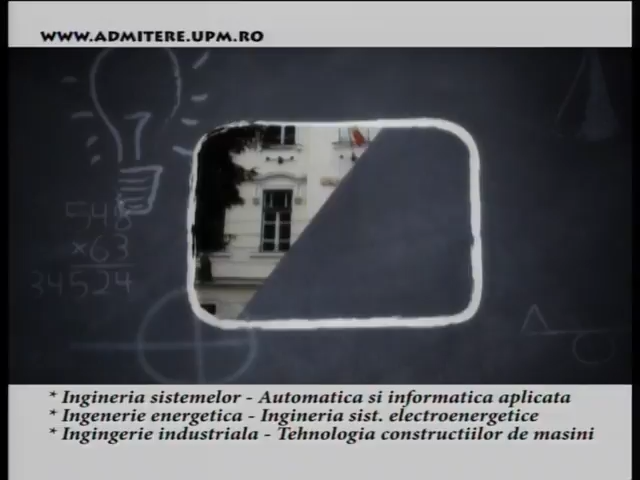 WWW.ADMITERE.UPM.RO
548
×63
34524
* Ingineria sistemelor - Automatica si informatica aplicata
* Ingenerie energetica - Ingineria sist. electroenergetice
* Ingingerie industriala - Tehnologia constructiilor de masini